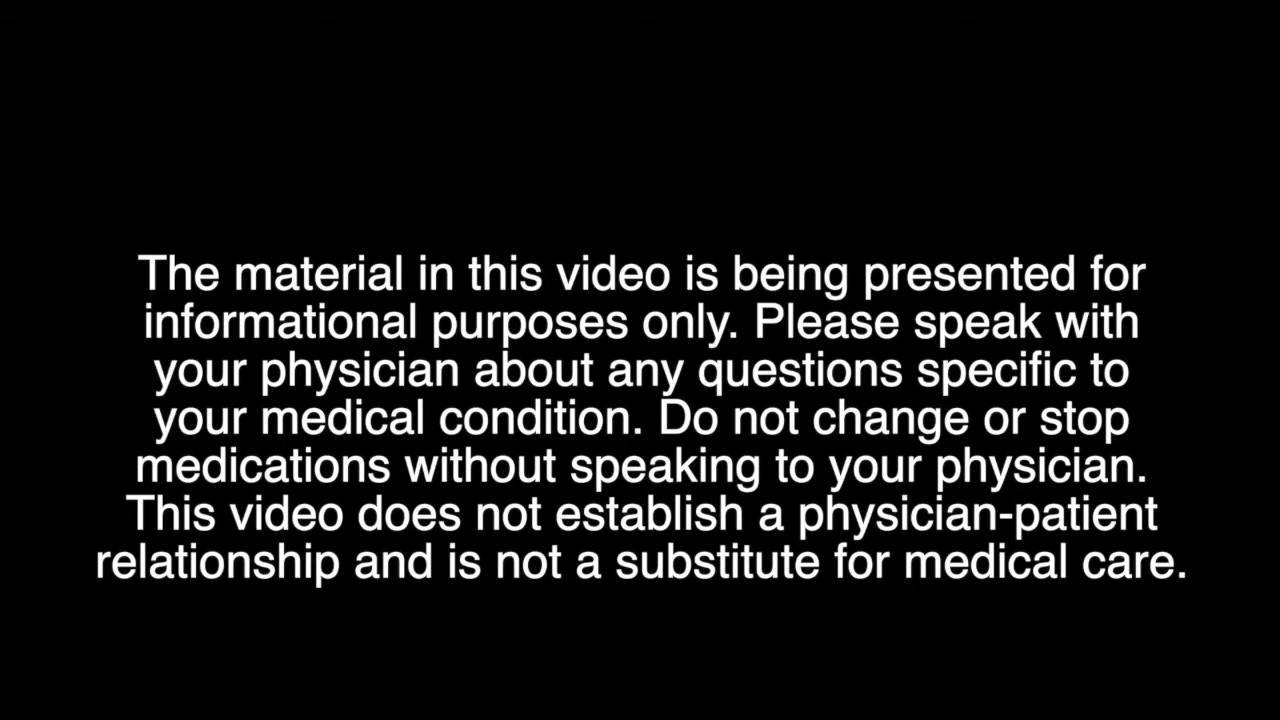 The material in this video is being presented for
informational purposes only. Please speak with
your physician about any questions specific to
your medical condition. Do not change or stop
medications without speaking to your physician.
This video does not establish a physician-patient
relationship and is not a substitute for medical care.